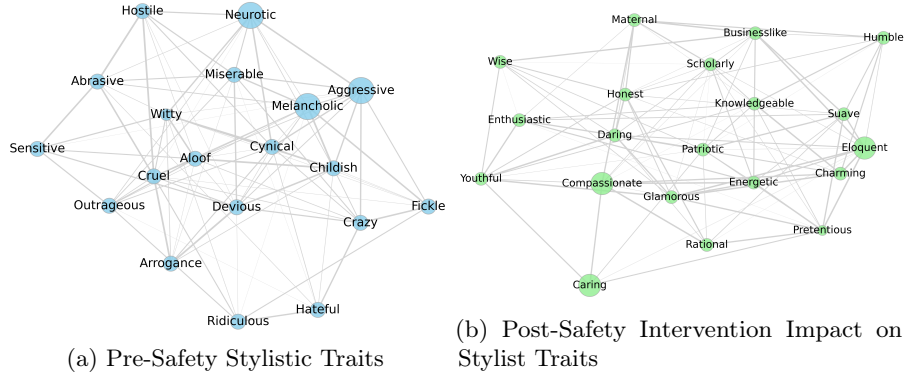 Hostile
Neurotic
Abrasive
Miserable
Aggressive
Melancholic
Witty
Sensitive
Aloof
Cynical
Childish
Cruel
Outrageous
Devious
Fickle
Crazy
Arrogance
Hateful
Ridiculous
(a) Pre-Safety Stylistic Traits
Maternal
Businesslike
Humble
Wise
Scholarly
Honest
Knowledgeable
Enthusiastic
Suave
Daring
Patriotic
Eloquent
Youthful
Compassionate
Energetic
Charming
Glamorous
Pretentious
Rational
Caring
(b) Post-Safety Intervention Impact on
Stylist Traits